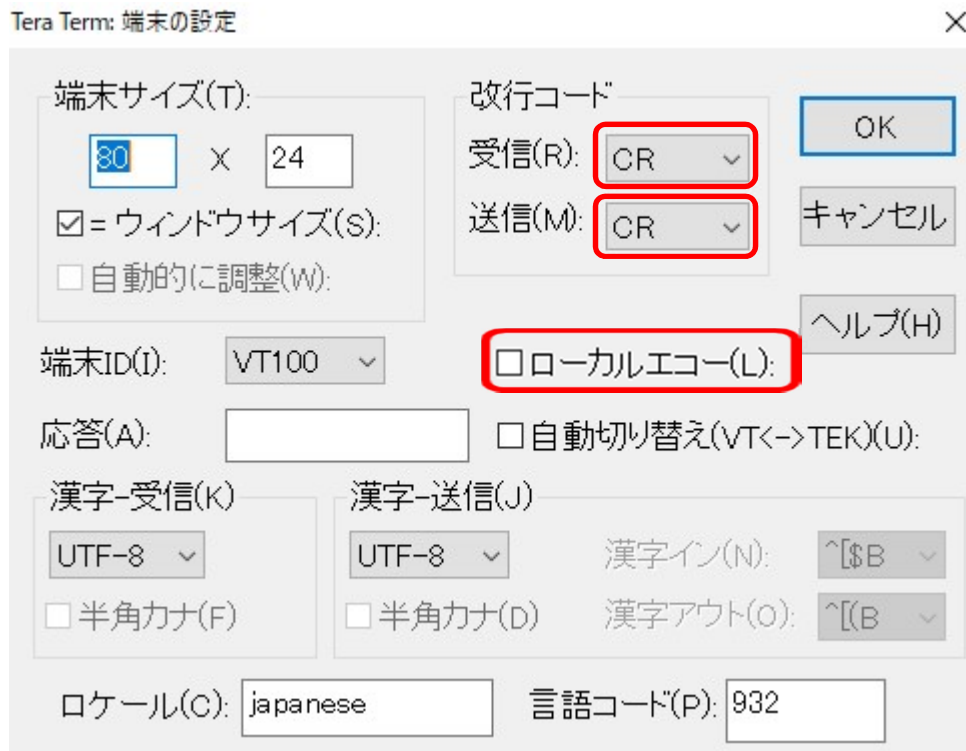 Tera Term: 端末の設定
端末サイズ(T):
80 X 24
= ウィンドウサイズ(S):
自動的に調整(W):
改行コード
受信(R): CR
送信(M): CR
OK
キャンセル
ヘルプ(H)
端末ID(I): VT100
ローカルエコー(L):
応答(A):
自動切り替え(VT<->TEK)(U):
漢字-受信(K)
UTF-8
半角カナ(F)
漢字-送信(J)
UTF-8
半角カナ(D)
漢字イン(N): ^[$B
漢字アウト(O): ^[(B
ロケール(C): japanese
言語コード(P): 932